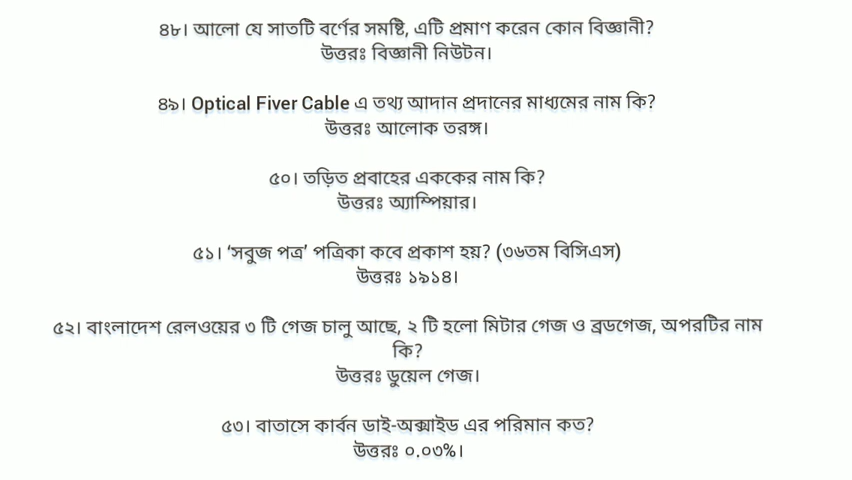 ৪৮। আলো যে সাতটি বর্ণের সমষ্টি, এটি প্রমাণ করেন কোন বিজ্ঞানী?
উত্তরঃ বিজ্ঞানী নিউটন।
৪৯। Optical Fiver Cable এ তথ্য আদান প্রদানের মাধ্যমের নাম কি?
উত্তরঃ আলোক তরঙ্গ।
৫০। তড়িত প্রবাহের এককের নাম কি?
উত্তরঃ অ্যাম্পিয়ার।
৫১। ‘সবুজ পত্র’ পত্রিকা কবে প্রকাশ হয়? (৩৬তম বিসিএস)
উত্তরঃ ১৯১৪।
৫২। বাংলাদেশ রেলওয়ের ৩ টি গেজ চালু আছে, ২ টি হলো মিটার গেজ ও ব্রডগেজ, অপরটির নাম
কি?
উত্তরঃ ডুয়েল গেজ।
৫৩। বাতাসে কার্বন ডাই-অক্সাইড এর পরিমান কত?
উত্তরঃ ০.০৩%।